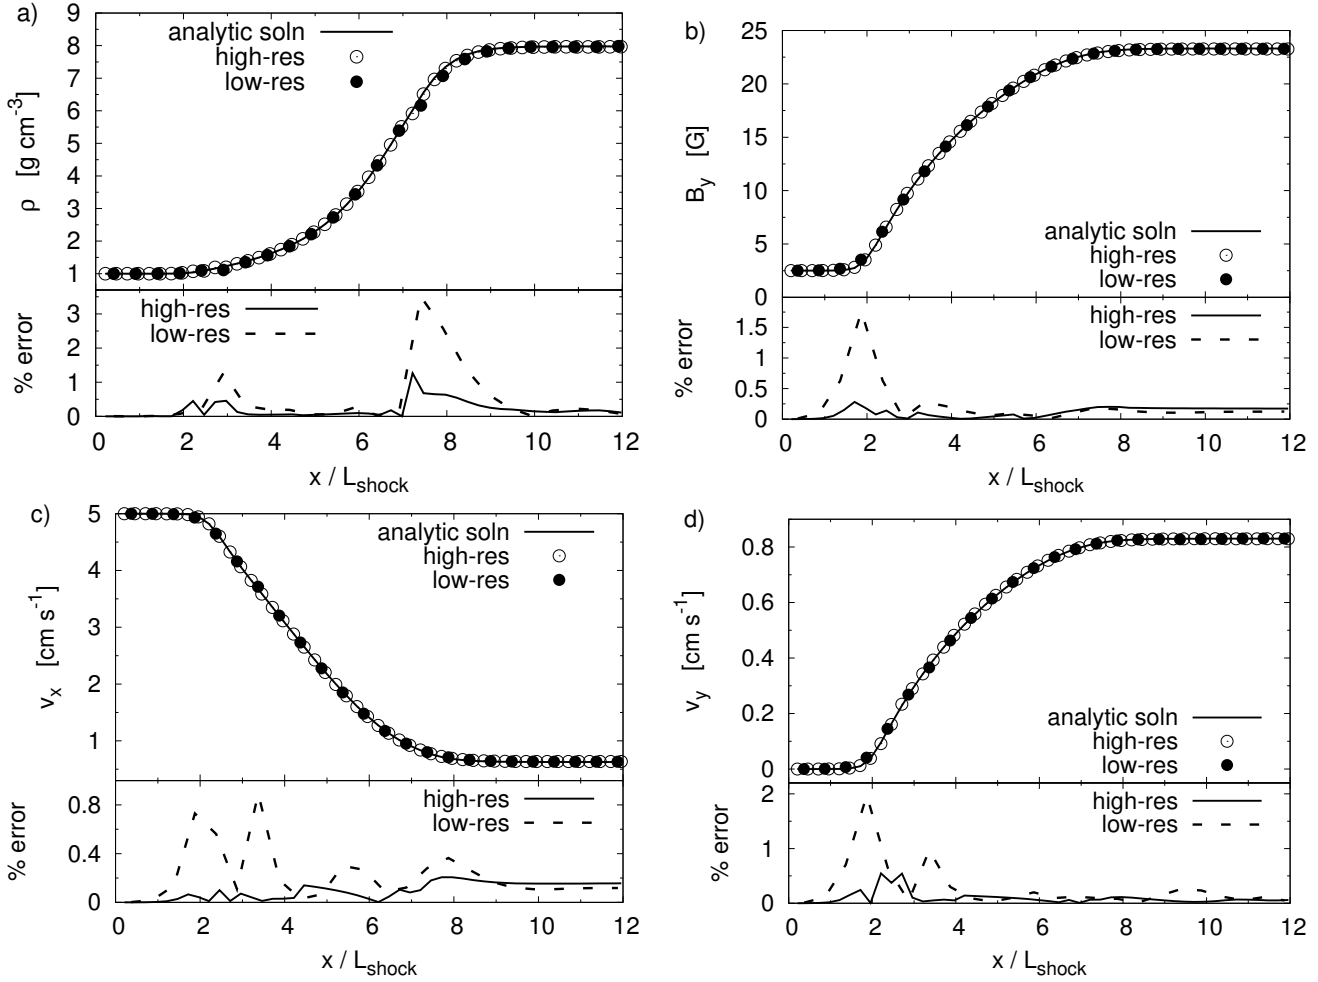 a)
9
8
7
6
5
4
3
2
1
ρ [g cm-3]
analytic soln
high-res
low-res
3
2
1
0
% error
high-res
low-res
0 2 4 6 8 10 12
x / Lshock
b)
25
20
15
10
5
0
By [G]
analytic soln
high-res
low-res
1.5
1
0.5
0
% error
high-res
low-res
0 2 4 6 8 10 12
x / Lshock
c)
5
4
3
2
1
vx [cm s-1]
analytic soln
high-res
low-res
0.8
0.4
0
% error
high-res
low-res
0 2 4 6 8 10 12
x / Lshock
d)
0.8
0.6
0.4
0.2
0
vy [cm s-1]
analytic soln
high-res
low-res
2
1
0
% error
high-res
low-res
0 2 4 6 8 10 12
x / Lshock